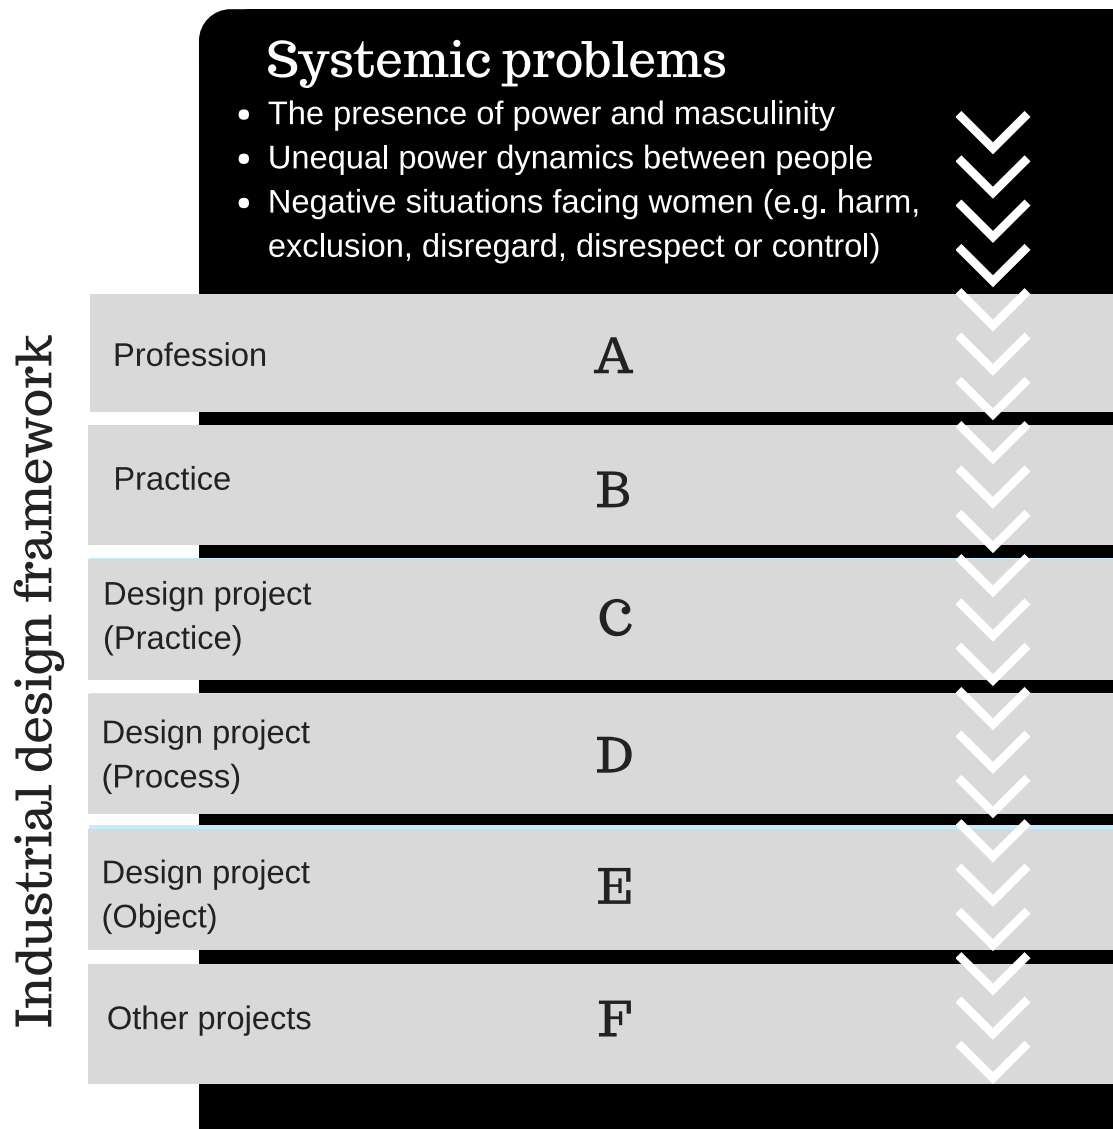 Systemic problems
• The presence of power and masculinity
• Unequal power dynamics between people
• Negative situations facing women (e.g. harm,
exclusion, disregard, disrespect or control)
Industrial design framework
Profession A
Practice B
Design project
(Practice)
C
Design project
(Process)
D
Design project
(Object)
E
Other projects F